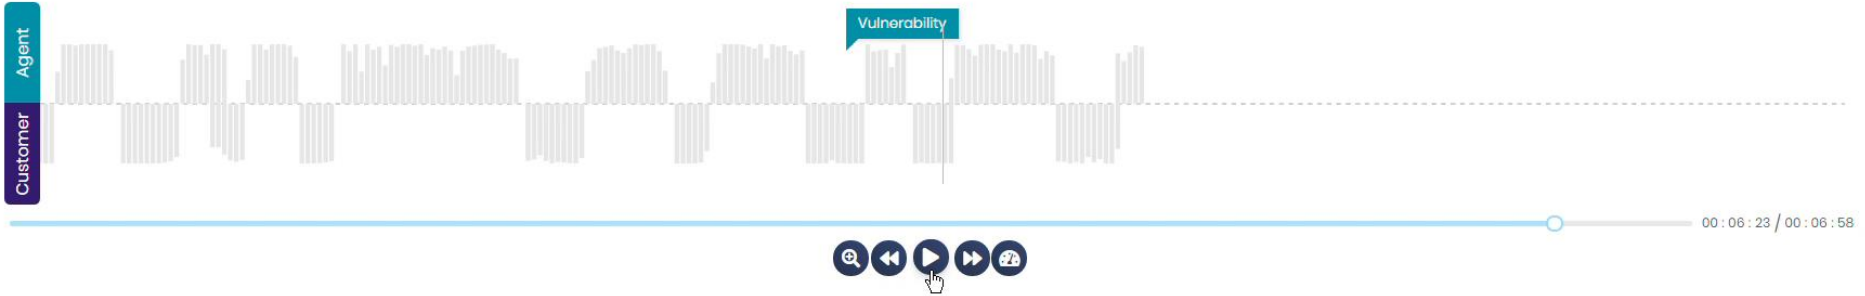 Vulnerability
Agent
Customer
00 : 06 : 23 / 00 : 06 : 58